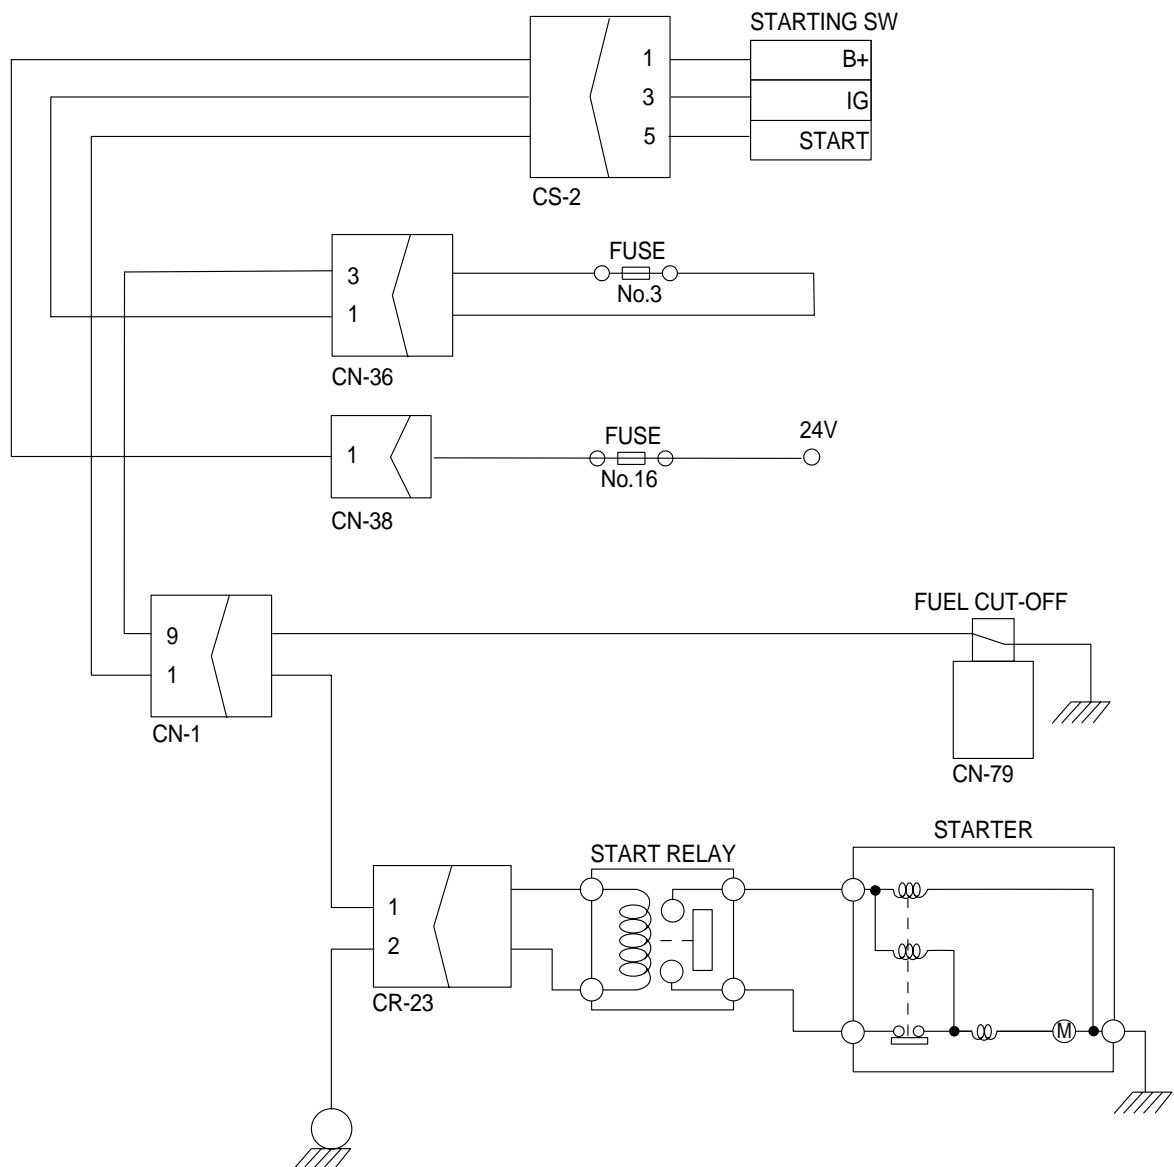 STARTING SW
1
B+
3
IG
5
START
CS-2
FUSE
3
No.3
1
CN-36
24V
FUSE
1
No.16
CN-38
FUEL CUT-OFF
9
1
CN-1
CN-79
STARTER
START RELAY
1
2
CR-23
M